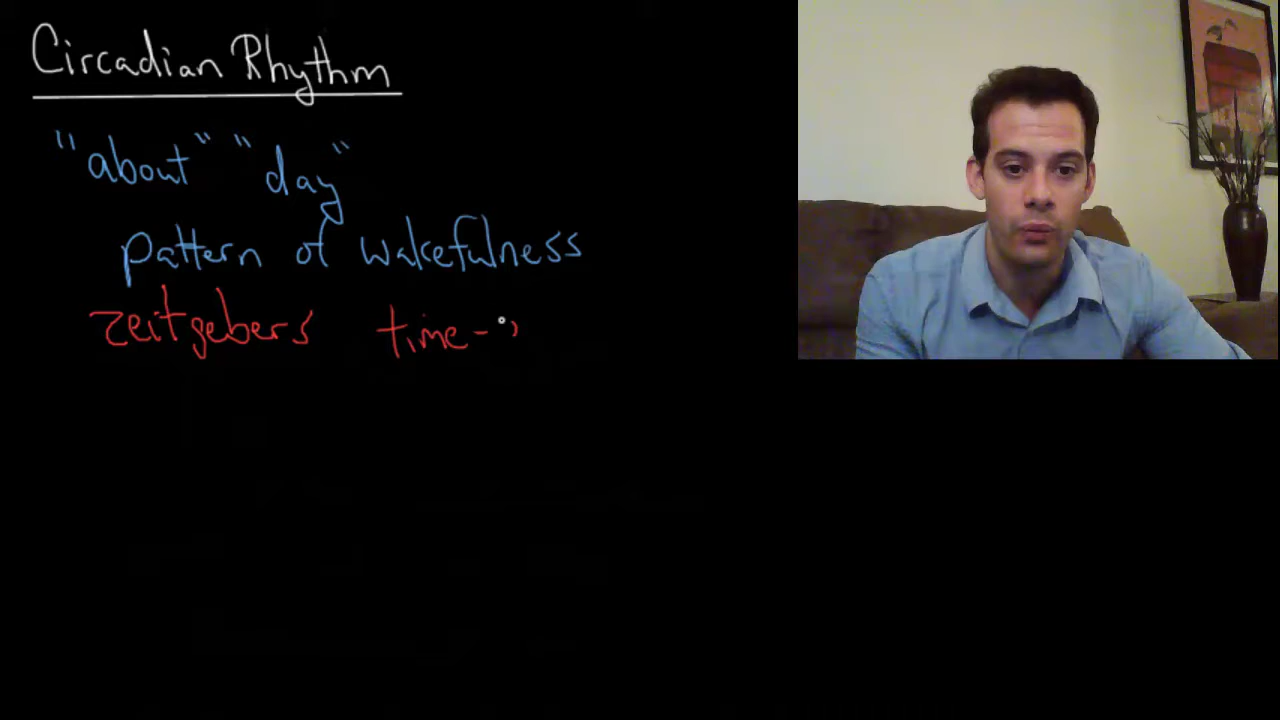 Circadian Rhythm
"about" "day"
pattern of wakefulness
zeitgebers time-